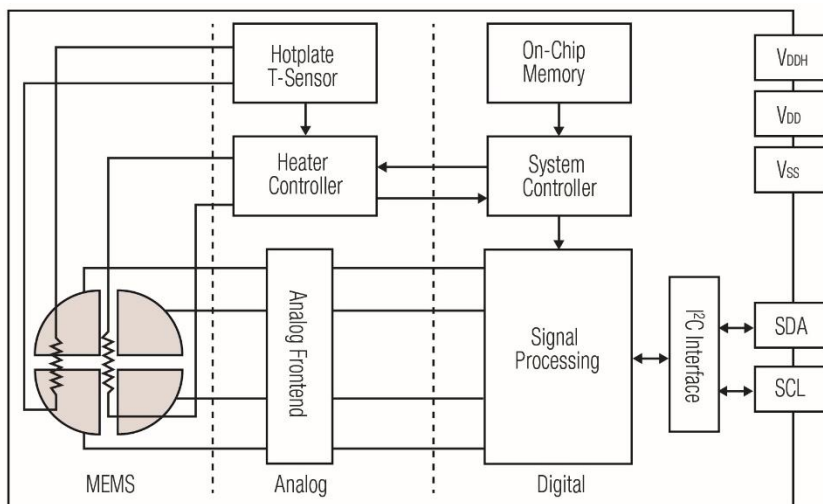 Hotplate
T-Sensor
On-Chip
Memory
VDDH
VDD
VSS
Heater
Controller
System
Controller
Analog Frontend
Signal
Processing
I²C Interface
SDA
SCL
MEMS
Analog
Digital